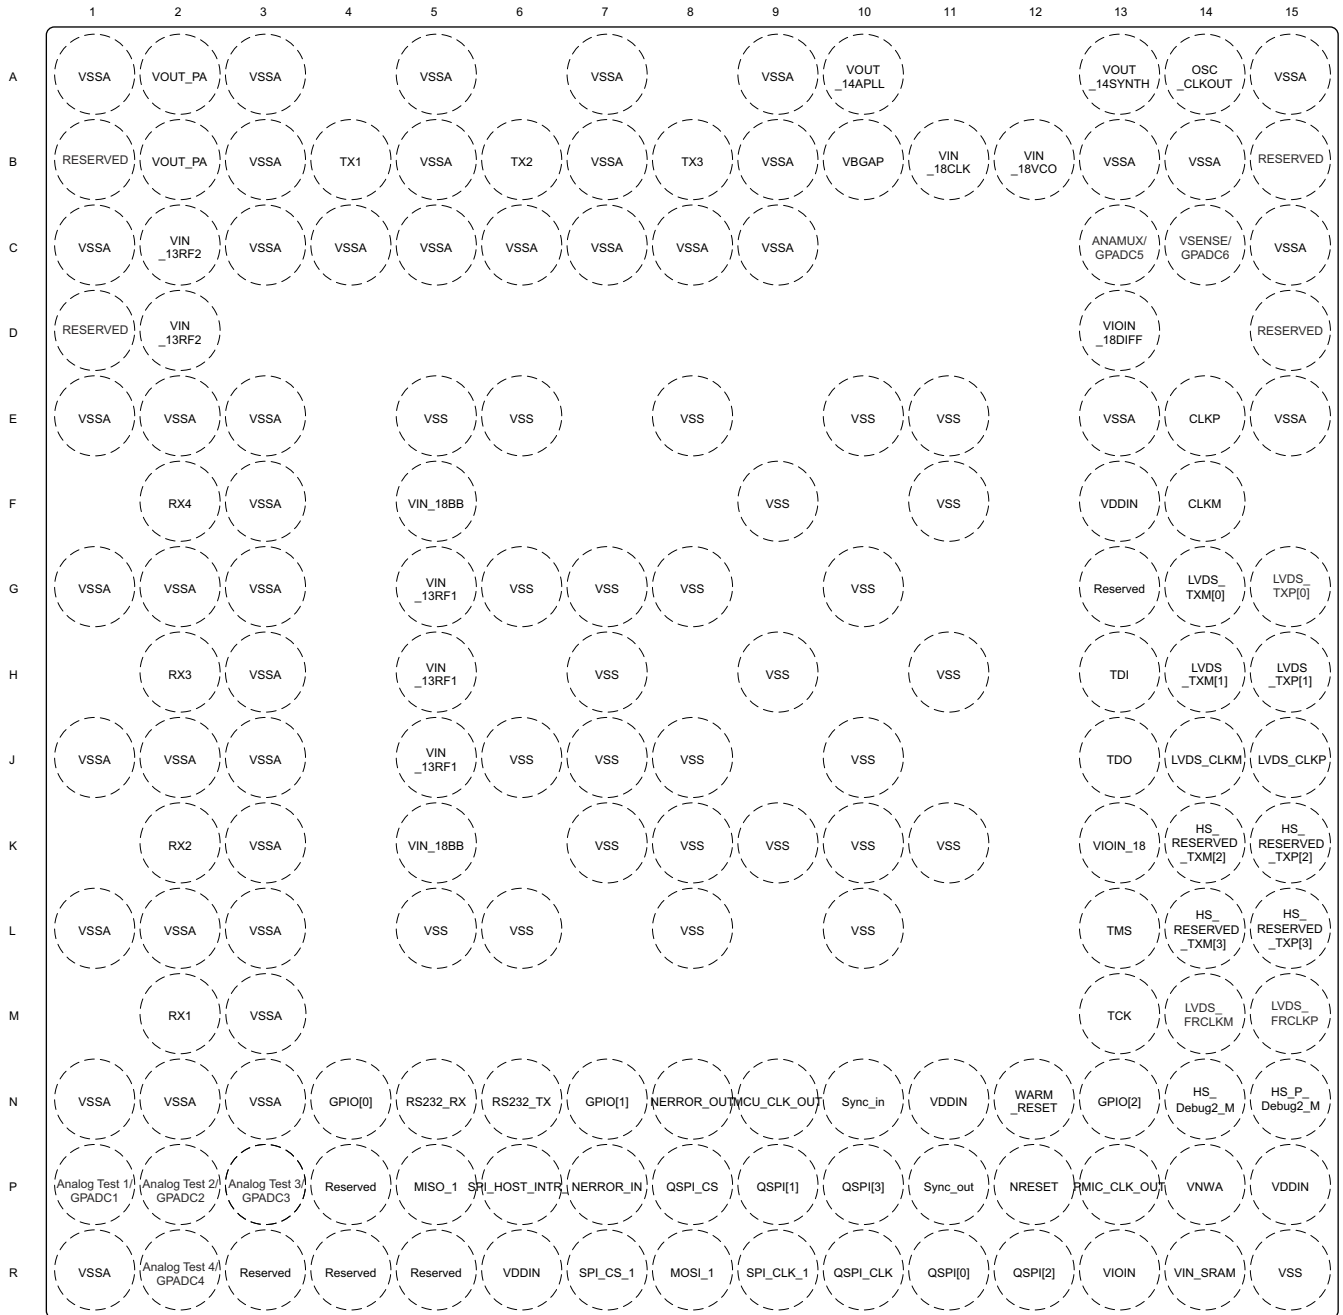 1 2 3 4 5 6 7 8 9 10 11 12 13 14 15
A VSSA VOUT_PA VSSA VSSA VSSA VSSA VOUT _14APLL VOUT _14SYNTH OSC _CLKOUT VSSA
B RESERVED VOUT_PA VSSA TX1 VSSA TX2 VSSA TX3 VSSA VBGAP VIN _18CLK VIN _18VCO VSSA VSSA RESERVED
C VSSA VIN _13RF2 VSSA VSSA VSSA VSSA VSSA VSSA VSSA ANAMUX/ GPADC5 VSENSE/ GPADC6 VSSA
D RESERVED VIN _13RF2 VIOIN _18DIFF RESERVED
E VSSA VSSA VSSA VSS VSS VSS VSS VSS VSSA CLKP VSSA
F RX4 VSSA VIN_18BB VSS VSS VDDIN CLKM
G VSSA VSSA VSSA VIN _13RF1 VSS VSS VSS VSS Reserved LVDS_ TXM[0] LVDS_ TXP[0]
H RX3 VSSA VIN _13RF1 VSS VSS VSS TDI LVDS _TXM[1] LVDS _TXP[1]
J VSSA VSSA VSSA VIN _13RF1 VSS VSS VSS VSS TDO LVDS_CLKM LVDS_CLKP
K RX2 VSSA VIN_18BB VSS VSS VSS VSS VSS VIOIN_18 HS_ RESERVED _TXM[2] HS_ RESERVED _TXP[2]
L VSSA VSSA VSSA VSS VSS VSS VSS TMS HS_ RESERVED _TXM[3] HS_ RESERVED _TXP[3]
M RX1 VSSA TCK LVDS_ FRCLKM LVDS_ FRCLKP
N VSSA VSSA VSSA GPIO[0] RS232_RX RS232_TX GPIO[1] NERROR_OUT MCU_CLK_OUT Sync_in VDDIN WARM _RESET GPIO[2] HS_ Debug2_M HS_P_ Debug2_M
P Analog Test 1/ GPADC1 Analog Test 2/ GPADC2 Analog Test 3/ GPADC3 Reserved MISO_1 SPI_HOST_INTR_ NERROR_IN QSPI_CS QSPI[1] QSPI[3] Sync_out NRESET PMIC_CLK_OUT VNWA VDDIN
R VSSA Analog Test 4/ GPADC4 Reserved Reserved Reserved VDDIN SPI_CS_1 MOSI_1 SPI_CLK_1 QSPI_CLK QSPI[0] QSPI[2] VIOIN VIN_SRAM VSS